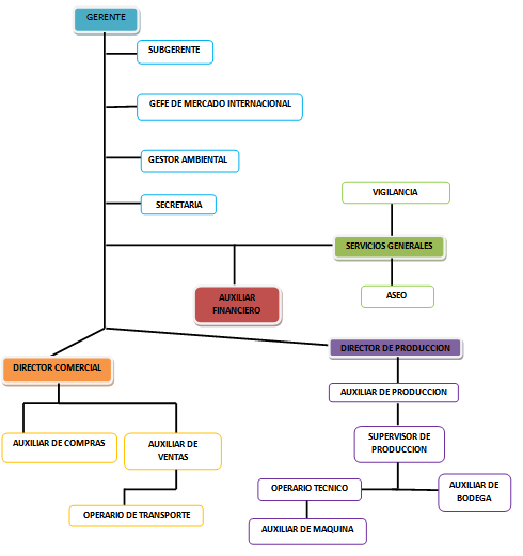 GERENTE
SUBGERENTE
GEFE DE MERCADO INTERNACIONAL
GESTOR AMBIENTAL
VIGILANCIA
SECRETARIA
SERVICIOS GENERALES
AUXILIAR
FINANCIERO
ASEO
DIRECTOR COMERCIAL
DIRECTOR DE PRODUCCION
AUXILIAR DE PRODUCCION
AUXILIAR DE COMPRAS
AUXILIAR DE
VENTAS
SUPERVISOR DE
PRODUCCION
OPERARIO TECNICO
AUXILIAR DE
BODEGA
OPERARIO DE TRANSPORTE
AUXILIAR DE MAQUINA